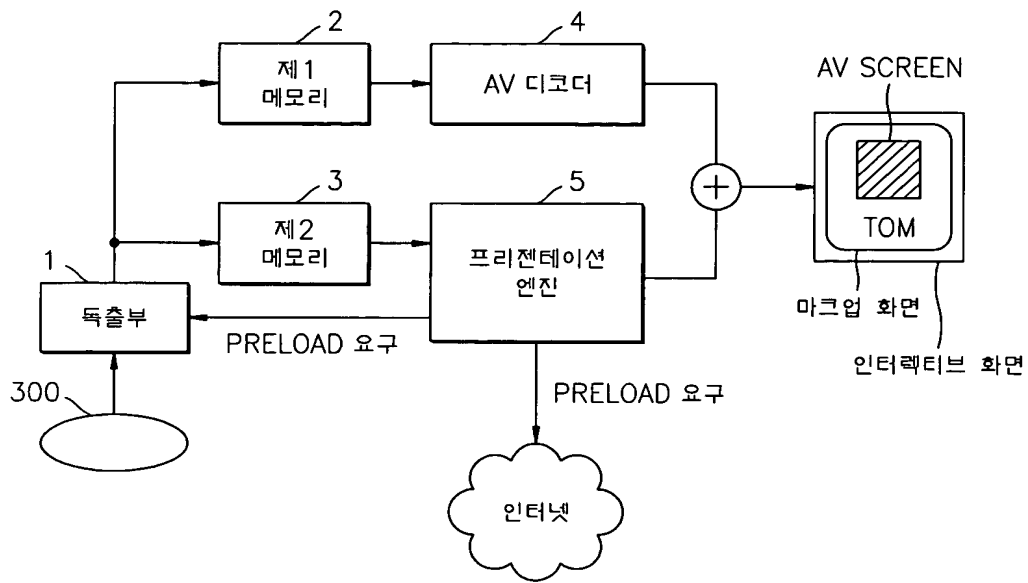 2
제1
메모리
4
AV 디코더
AV SCREEN
TOM
마크업 화면
인터렉티브 화면
3
제2
메모리
5
프리젠테이션
엔진
1
독출부
PRELOAD 요구
300
PRELOAD 요구
인터넷